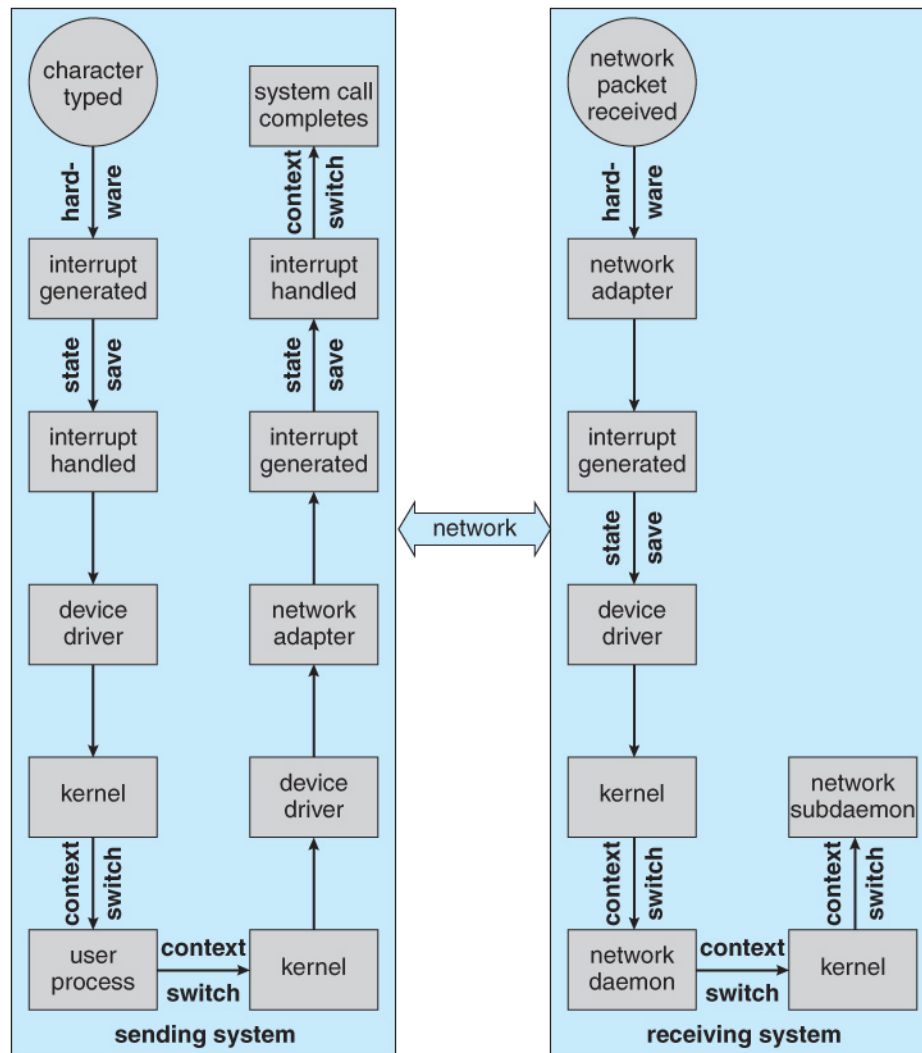 character
typed
hard-
ware
interrupt
generated
state
save
interrupt
handled
device
driver
kernel
context
switch
user
process
context
switch
kernel
device
driver
network
adapter
interrupt
generated
state
save
interrupt
handled
context
switch
system call
completes
sending system
network
network
packet
received
hard-
ware
network
adapter
interrupt
generated
state
save
device
driver
kernel
context
switch
network
daemon
context
switch
kernel
context
switch
network
subdaemon
receiving system